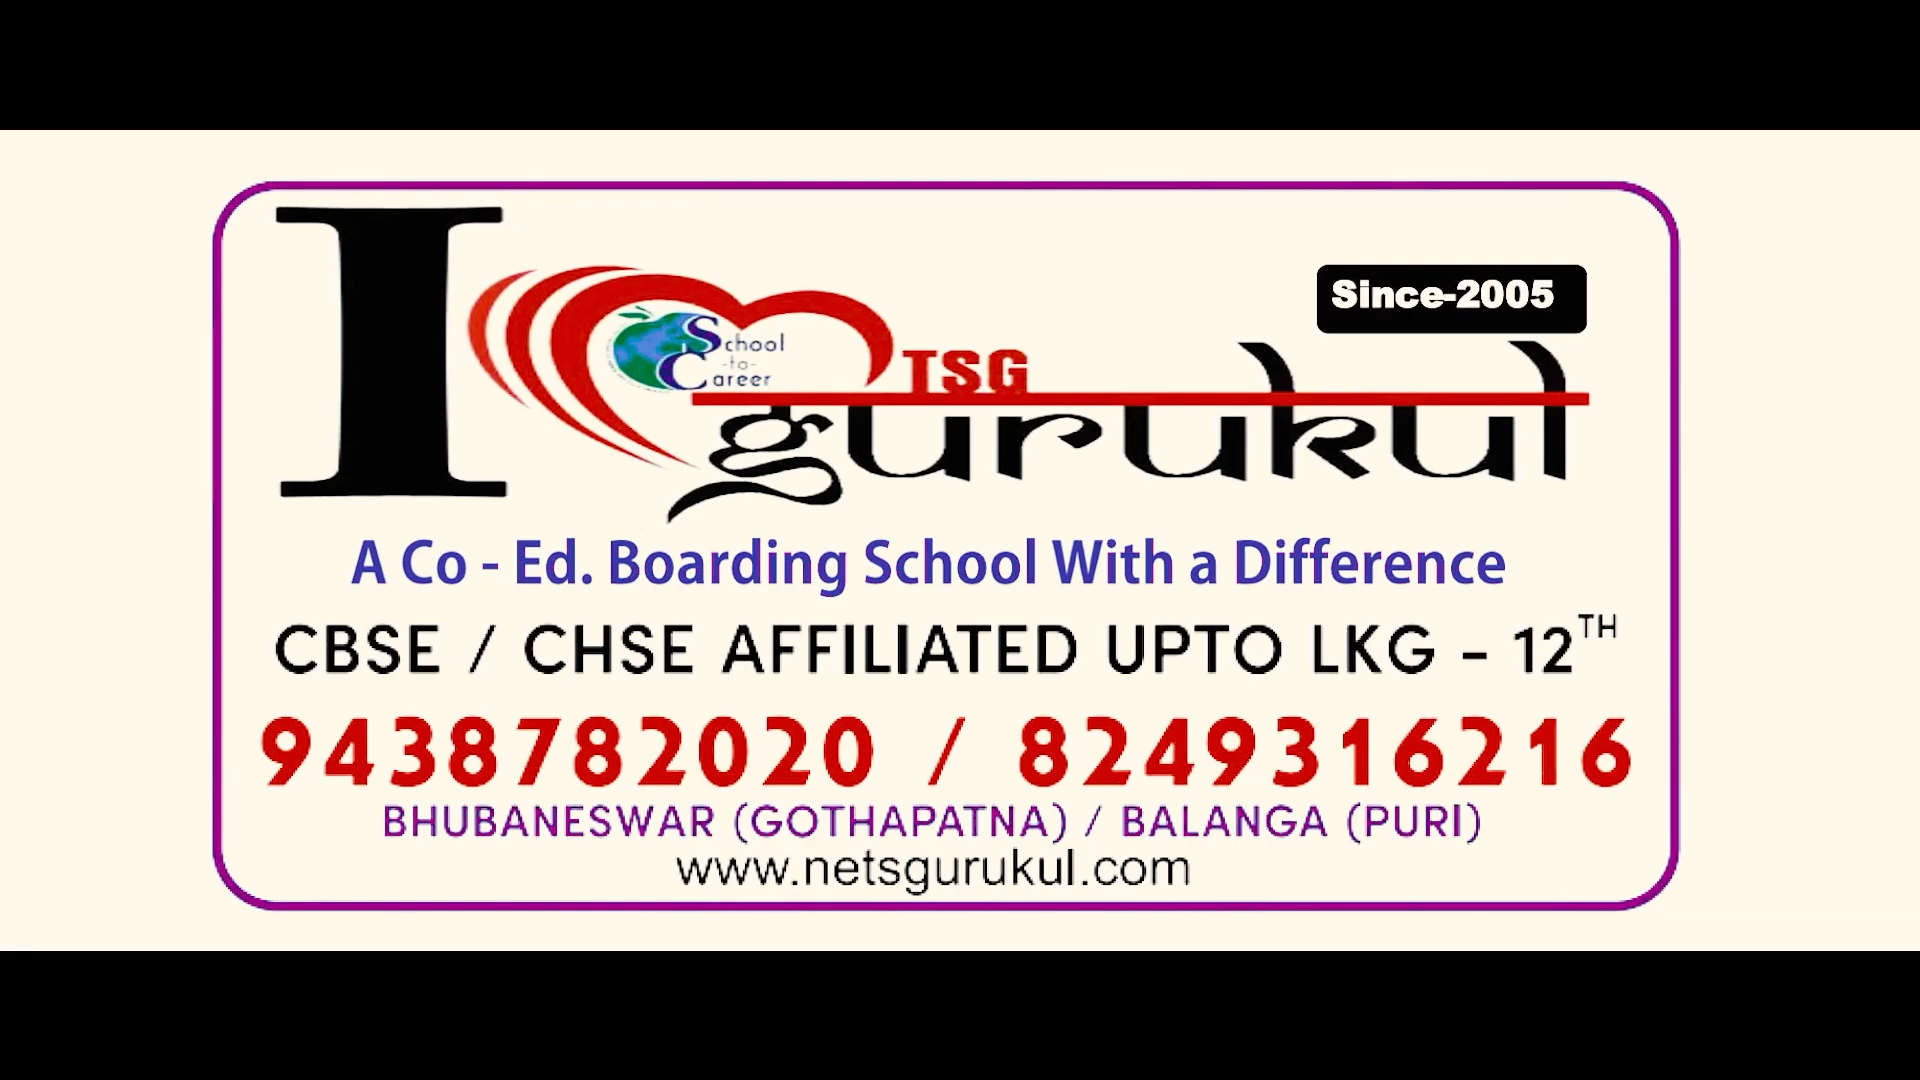 I
Since-2005
School
-to-
Career
TSG
gurukul
A Co - Ed. Boarding School With a Difference
CBSE / CHSE AFFILIATED UPTO LKG - 12TH
9438782020 / 8249316216
BHUBANESWAR (GOTHAPATNA) / BALANGA (PURI)
www.netsgurukul.com